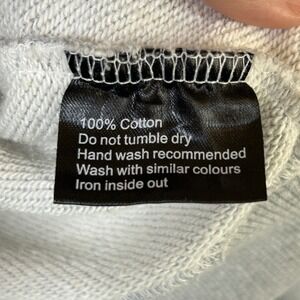 100% Cotton
Do not tumble dry
Hand wash recommended
Wash with similar colours
Iron inside out